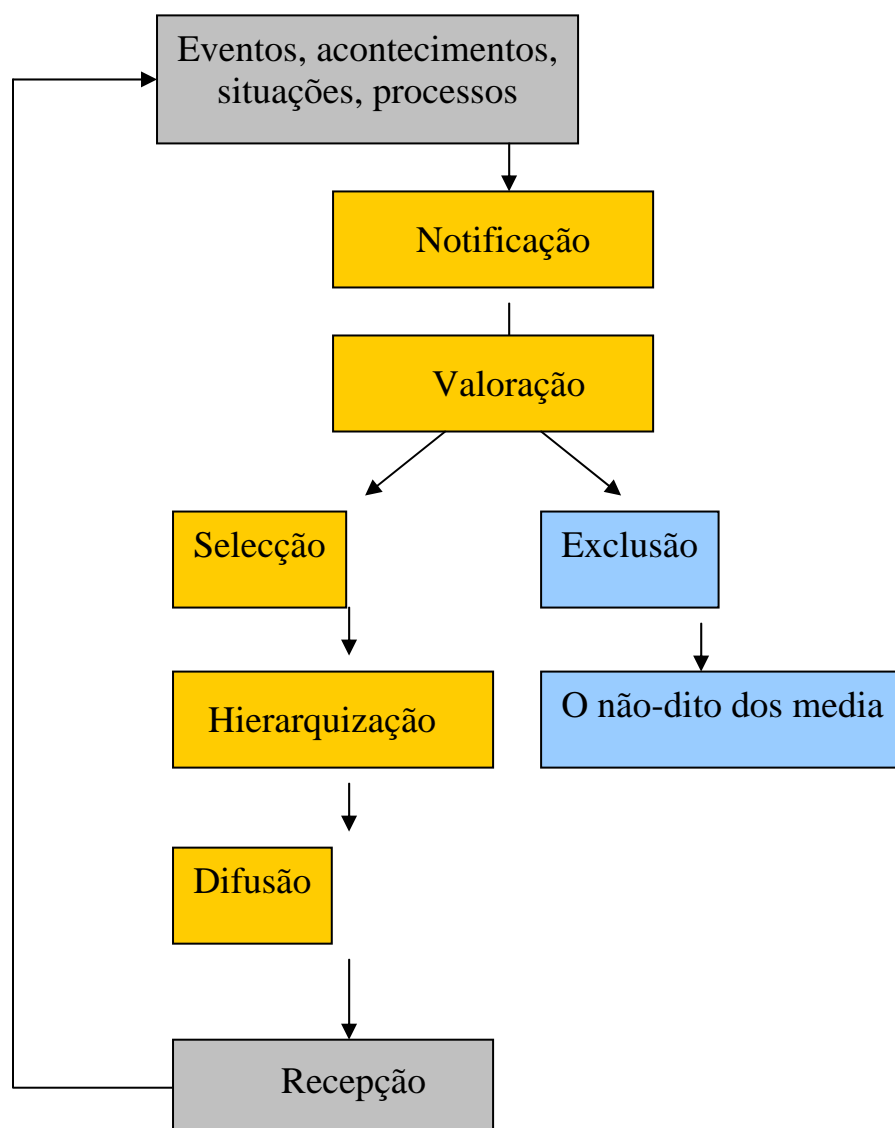 Eventos, acontecimentos,
situações, processos
Notificação
Valoração
Selecção
Exclusão
Hierarquização
O não-dito dos media
Difusão
Recepção